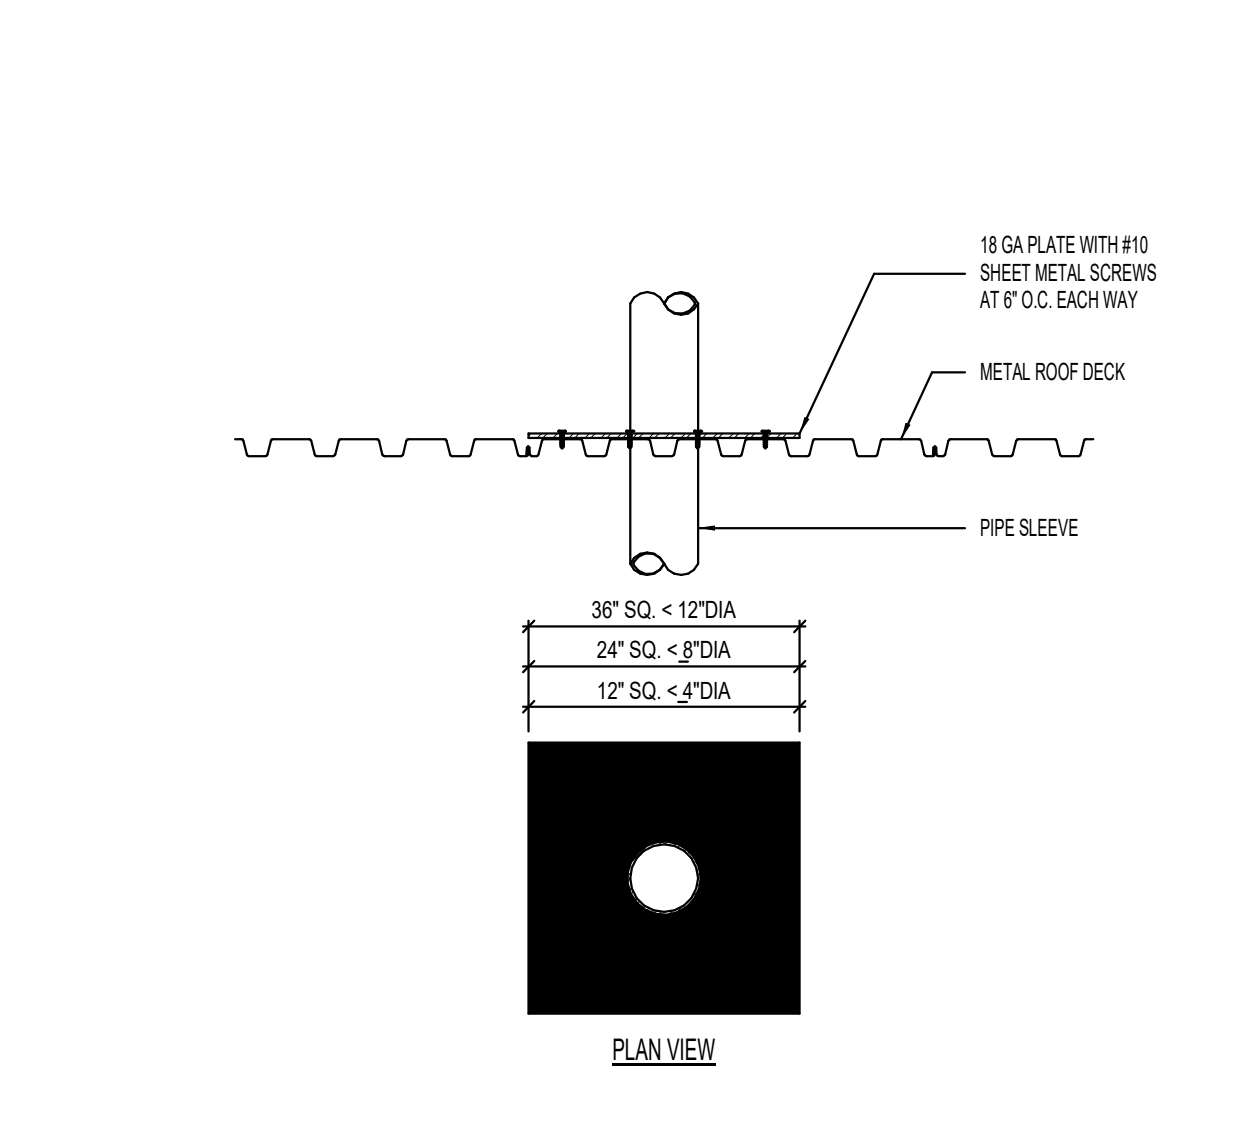 18 GA PLATE WITH #10
SHEET METAL SCREWS
AT 6" O.C. EACH WAY
METAL ROOF DECK
PIPE SLEEVE
36" SQ. < 12"DIA
24" SQ. < 8"DIA
12" SQ. < 4"DIA
PLAN VIEW